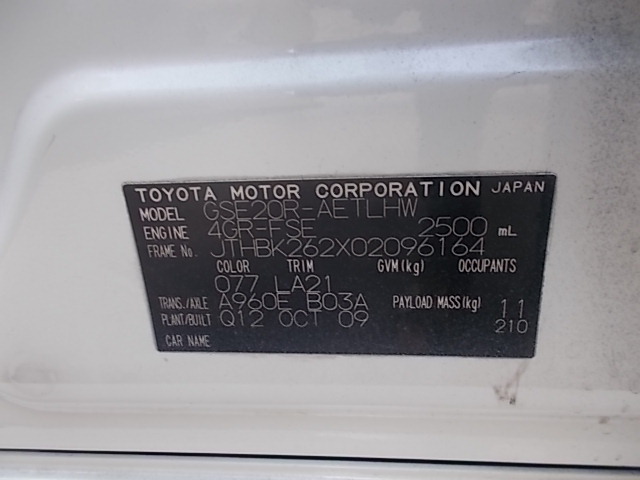 TOYOTA MOTOR CORPORATION JAPAN
MODEL GSE20R-AETLHW
ENGINE 4GR-FSE 2500 mL
FRAME No. JTHBK262X02096164
COLOR TRIM GVM(kg) OCCUPANTS
077 LA21
TRANS./AXLE A960E B03A PAYLOAD MASS(kg) 11
PLANT/BUILT Q12 OCT 09 210
CAR NAME